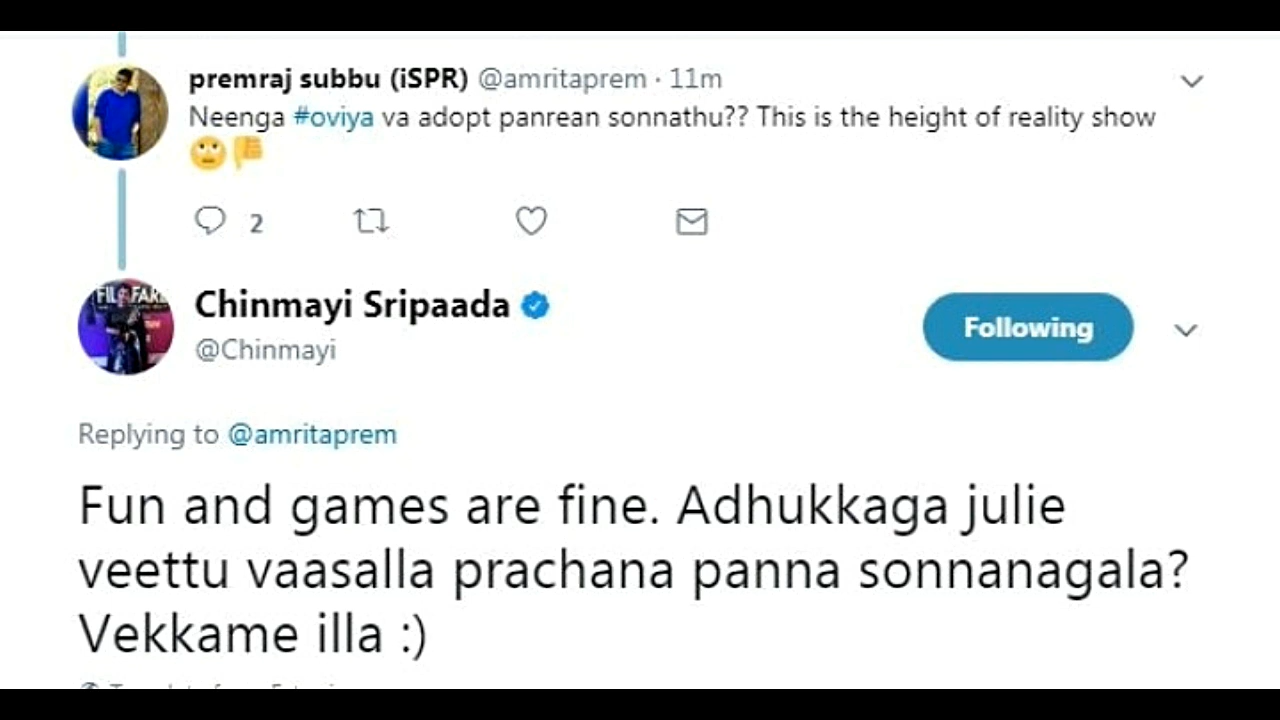 premraj subbu (iSPR) @amritaprem · 11m
Neenga #oviya va adopt panrean sonnathu?? This is the height of reality show
2
FILMFARE
Chinmayi Sripaada
@Chinmayi
Following
Replying to @amritaprem
Fun and games are fine. Adhukkaga julie
veettu vaasalla prachana panna sonnanagala?
Vekkame illa :)